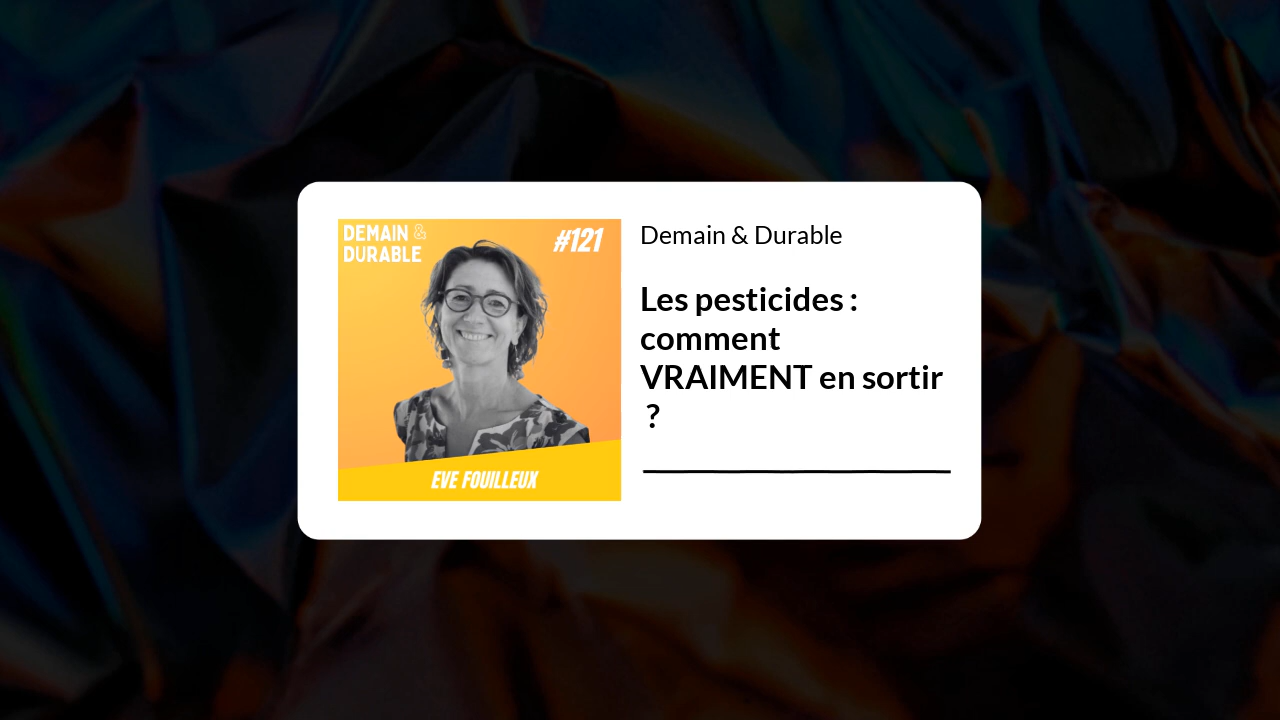 DEMAIN &
DURABLE
#121
EVE FOUILLEUX
Demain & Durable
Les pesticides :
comment
VRAIMENT en sortir
?